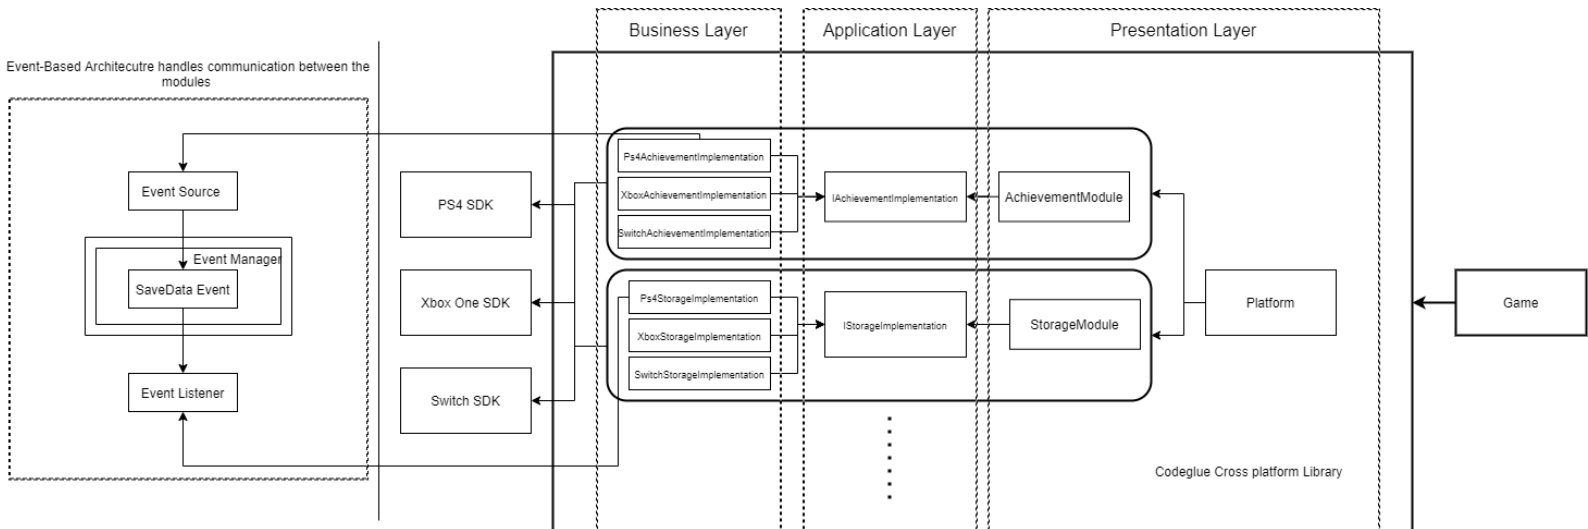 Business Layer
Application Layer
Presentation Layer
Event-Based Architecutre handles communication between the
modules
Ps4AchievementImplementation
Event Source
PS4 SDK
XboxAchievementImplementation
IAchievementImplementation
AchievementModule
SwitchAchievementImplementation
Event Manager
SaveData Event
Xbox One SDK
Ps4StorageImplementation
Platform
Game
XboxStorageImplementation
IStorageImplementation
StorageModule
SwitchStorageImplementation
Event Listener
Switch SDK
Codeglue Cross platform Library